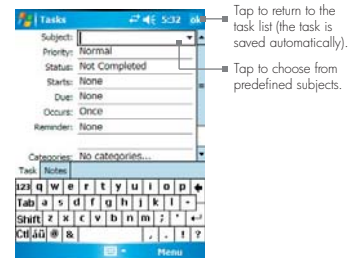 Tasks 5:32 ok
Subject:
Priority: Normal
Status: Not Completed
Starts: None
Due: None
Occurs: Once
Reminder: None
Categories: No categories...
Task Notes
123 q w e r t y u i o p
Tab a s d f g h j k l [ ]
Shift z x c v b n m ; '
Ctl áü @ & , . ! ?
Menu
Tap to return to the
task list (the task is
saved automatically).
Tap to choose from
predefined subjects.